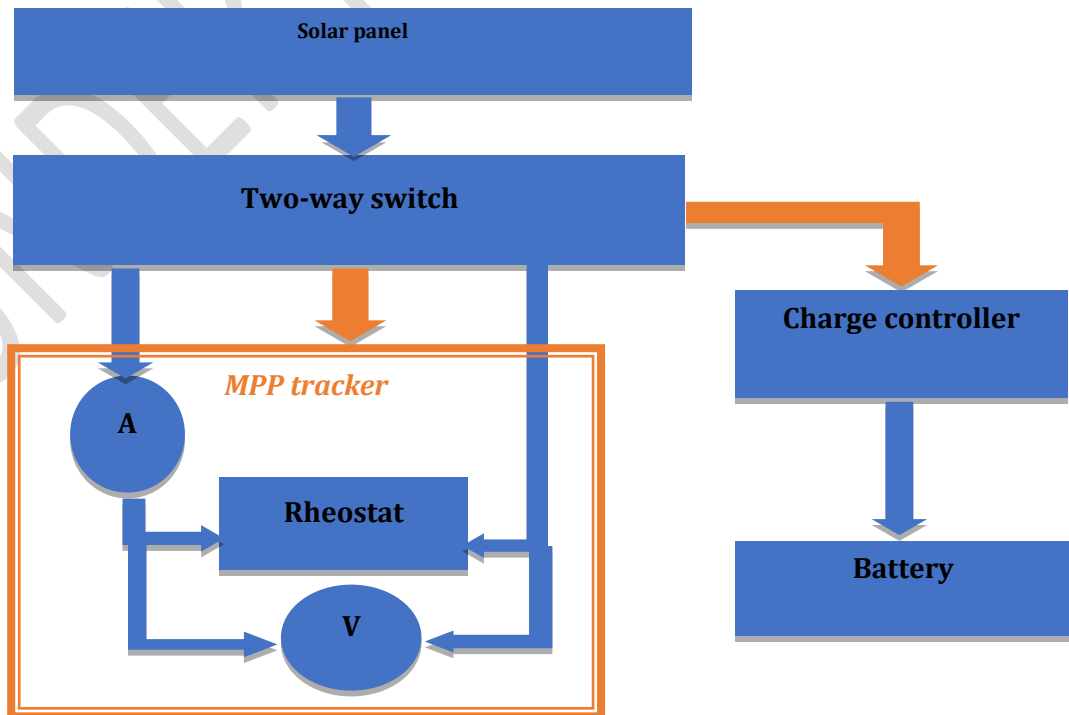 Solar panel
Two-way switch
Charge controller
MPP tracker
A
Rheostat
Battery
V